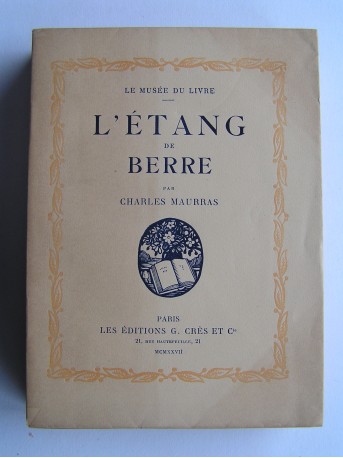 LE MUSÉE DU LIVRE
L'ÉTANG
DE
BERRE
PAR
CHARLES MAURRAS
PARIS
LES ÉDITIONS G. CRÈS ET Cie
21, RUE HAUTEFEUILLE, 21
MCMXXVII